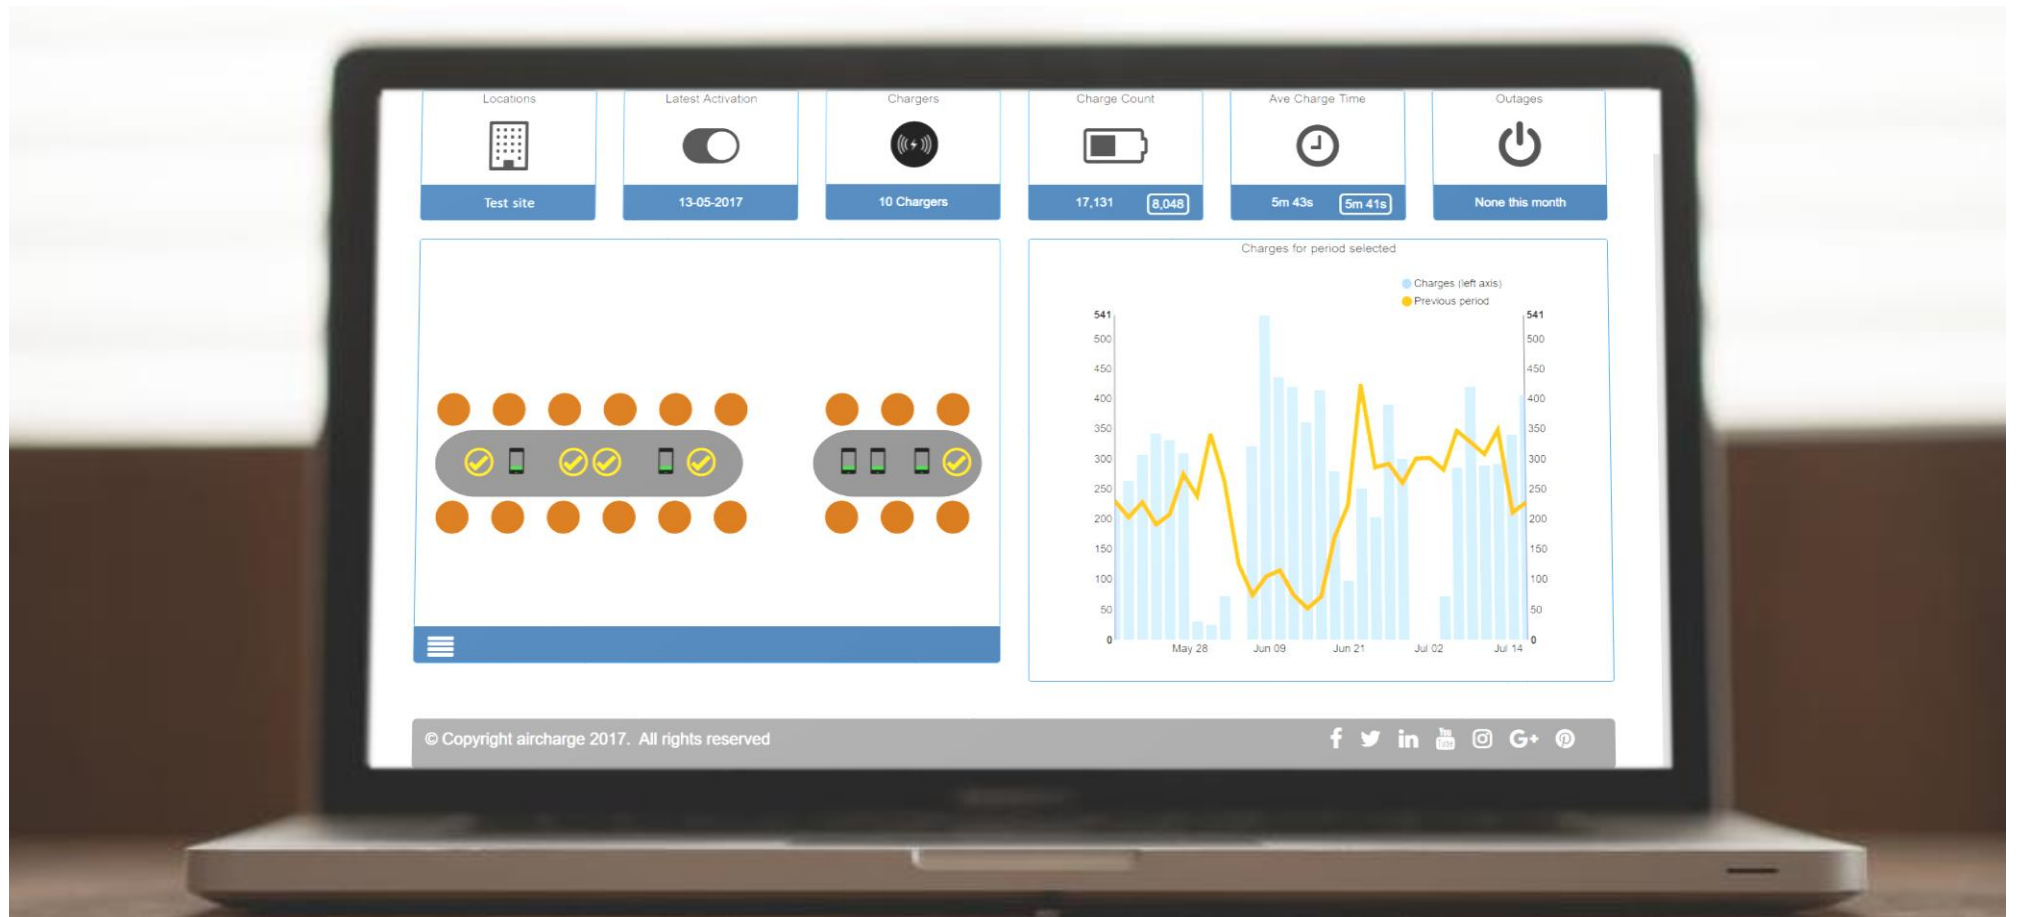 Locations
Latest Activation
Chargers
Charge Count
Ave Charge Time
Outages
Test site
13-05-2017
10 Chargers
17,131 8,048
5m 43s 5m 41s
None this month
Charges for period selected
Charges (left axis)
Previous period
541 541
500 500
450 450
400 400
350 350
300 300
250 250
200 200
150 150
100 100
50 50
0 0
May 28 Jun 09 Jun 21 Jul 02 Jul 14
© Copyright aircharge 2017. All rights reserved
f in You Tube G+